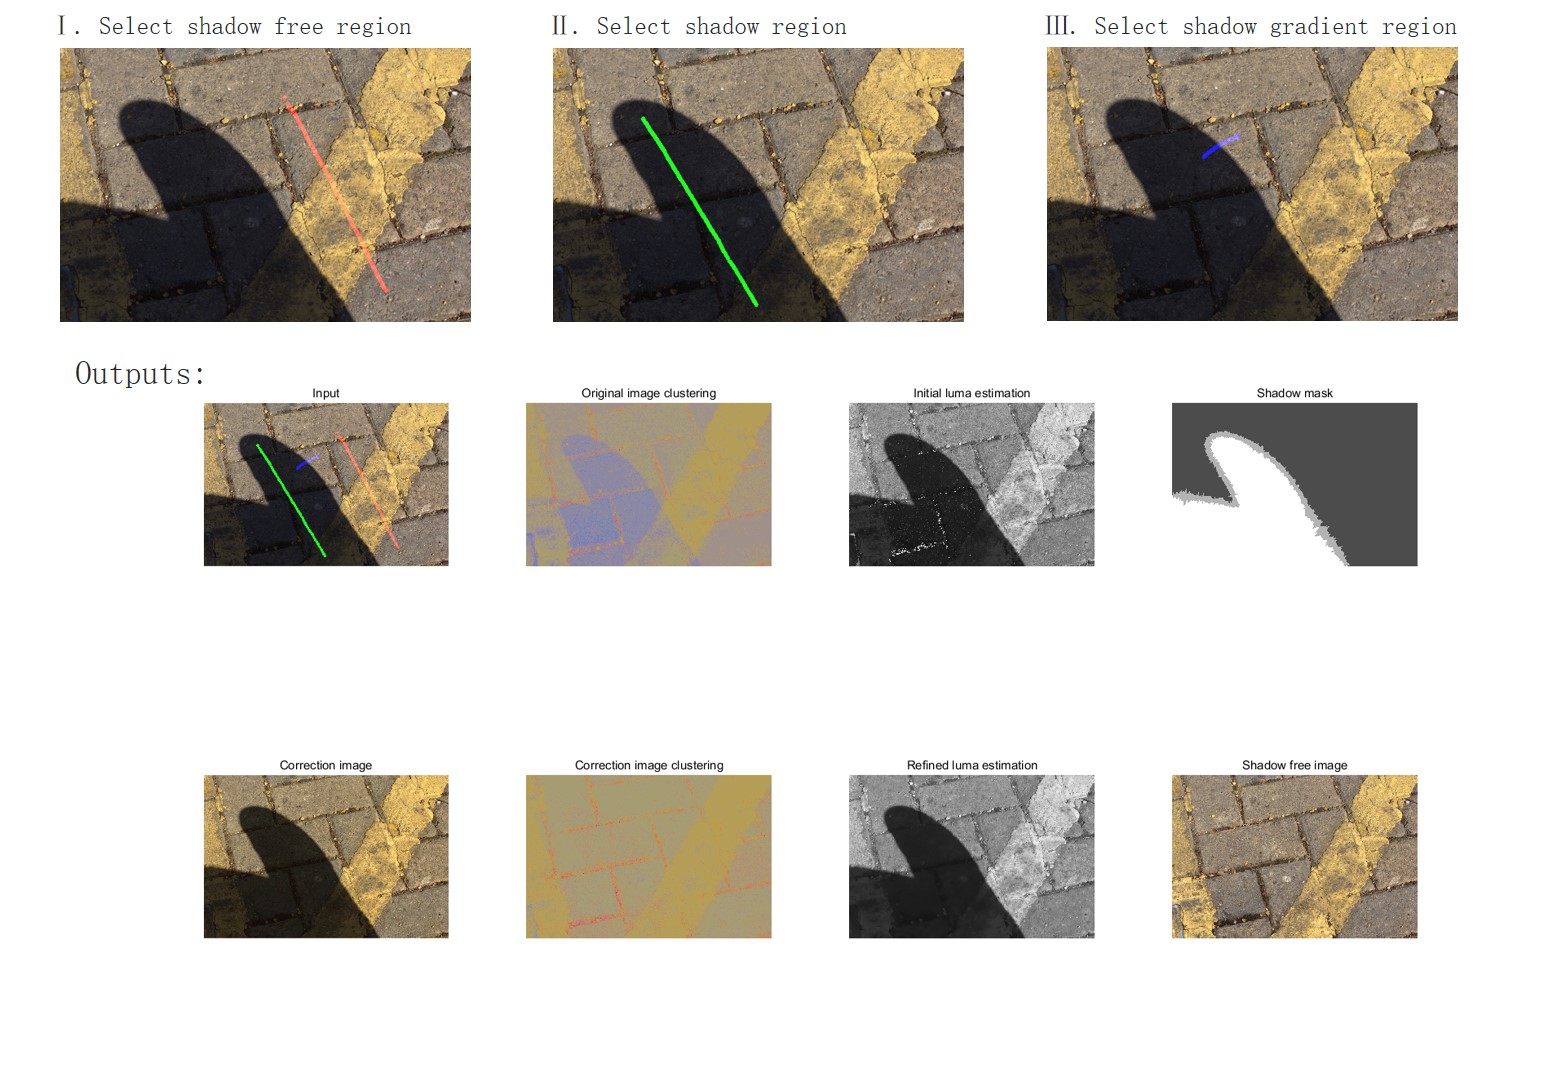 Ⅰ. Select shadow free region
Ⅱ. Select shadow region
Ⅲ. Select shadow gradient region
Outputs:
Input
Original image clustering
Initial luma estimation
Shadow mask
Correction image
Correction image clustering
Refined luma estimation
Shadow free image